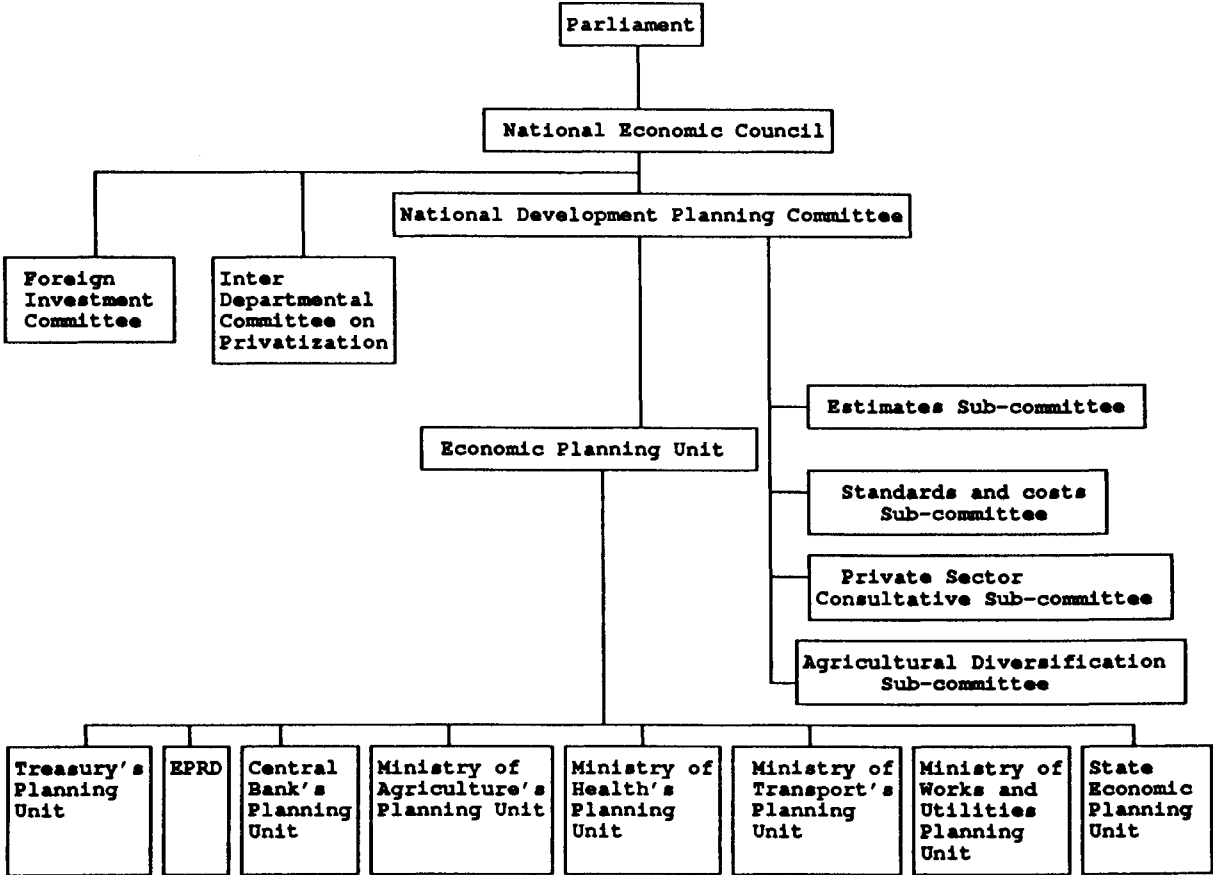 Parliament
National Economic Council
National Development Planning Committee
Foreign
Investment
Committee
Inter
Departmental
Committee on
Privatization
Estimates Sub-committee
Economic Planning Unit
Standards and costs
Sub-committee
Private Sector
Consultative Sub-committee
Agricultural Diversification
Sub-committee
Treasury's
Planning
Unit
EPRD
Central
Bank's
Planning
Unit
Ministry of
Agriculture's
Planning Unit
Ministry of
Health's
Planning
Unit
Ministry of
Transport's
Planning
Unit
Ministry of
Works and
Utilities
Planning
Unit
State
Economic
Planning
Unit